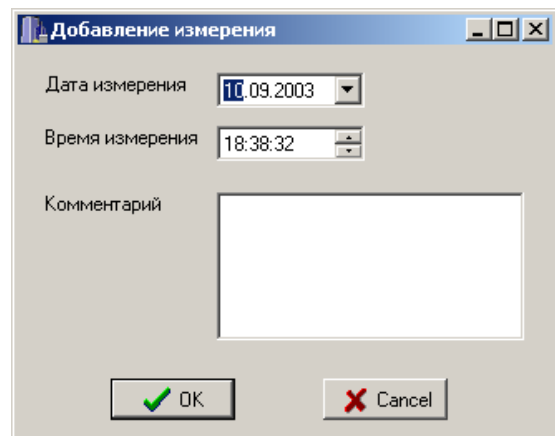 Добавление измерения
Дата измерения 10.09.2003
Время измерения 18:38:32
Комментарий
OK Cancel